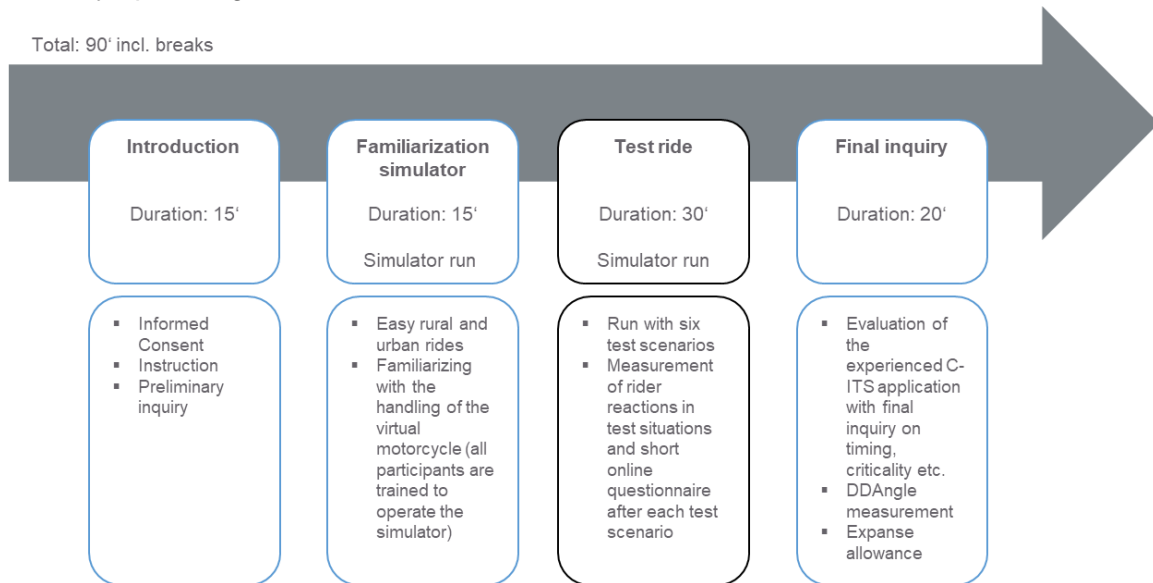 Total: 90‘ incl. breaks
Introduction
Duration: 15‘
Familiarization
simulator
Duration: 15‘
Simulator run
Test ride
Duration: 30‘
Simulator run
Final inquiry
Duration: 20‘
▪ Informed
Consent
▪ Instruction
▪ Preliminary
inquiry
▪ Easy rural and
urban rides
▪ Familiarizing
with the
handling of the
virtual
motorcycle (all
participants are
trained to
operate the
simulator)
▪ Run with six
test scenarios
▪ Measurement
of rider
reactions in
test situations
and short
online
questionnaire
after each test
scenario
▪ Evaluation of
the
experienced C-
ITS application
with final
inquiry on
timing,
criticality etc.
▪ DDAngle
measurement
▪ Expanse
allowance